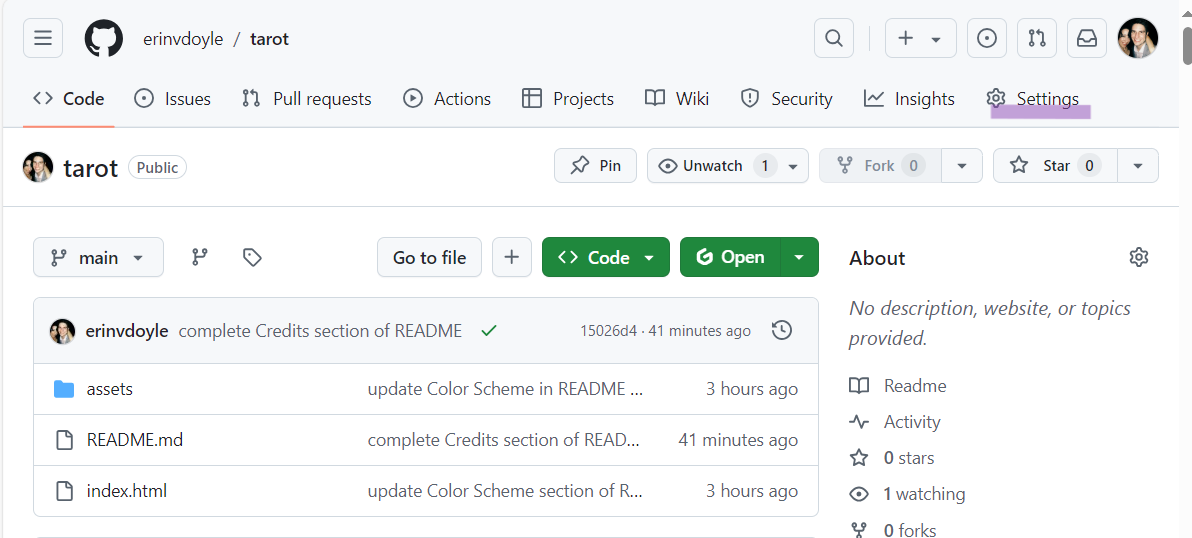 erinvdoyle / tarot
Code Issues Pull requests Actions Projects Wiki Security Insights Settings
tarot Public Pin Unwatch 1 Fork 0 Star 0
main Go to file + Code Open
About
No description, website, or topics
provided.
erinvdoyle complete Credits section of README 15026d4 · 41 minutes ago
assets update Color Scheme in README ... 3 hours ago
README.md complete Credits section of READ... 41 minutes ago
index.html update Color Scheme section of R... 3 hours ago
Readme
Activity
0 stars
1 watching
0 forks